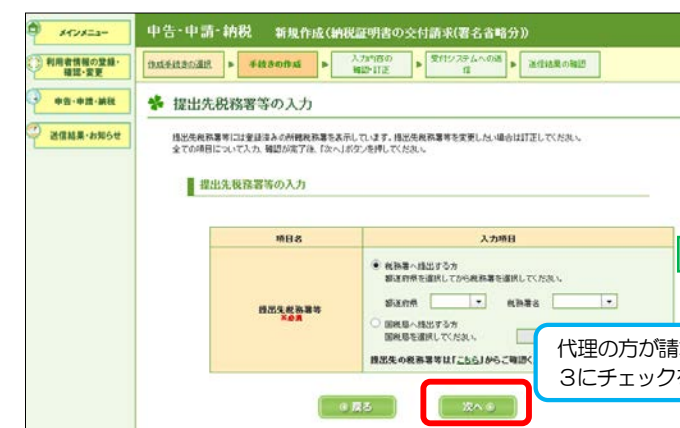 メインメニュー
利用者情報の登録・
確認・変更
申告・申請・納税
送信結果・お知らせ
申告・申請・納税 新規作成(納税証明書の交付請求(署名省略分))
作成手続きの選択
手続きの作成
入力内容の
確認・訂正
受付システムへの送
信
送信結果の確認
提出先税務署等の入力
提出先税務署等には登録済みの所轄税務署を表示しています。提出先税務署等を変更したい場合は訂正してください。
全ての項目について入力、確認が完了後、「次へ」ボタンを押してください。
提出先税務署等の入力
項目名
入力項目
提出先税務署等
※必須
税務署へ提出する方
都道府県を選択してから税務署を選択してください。
都道府県
税務署名
国税局へ提出する方
国税局を選択してください。
提出先の税務署等は「こちら」からご確認く
代理の方が請
3にチェックを
戻る
次へ